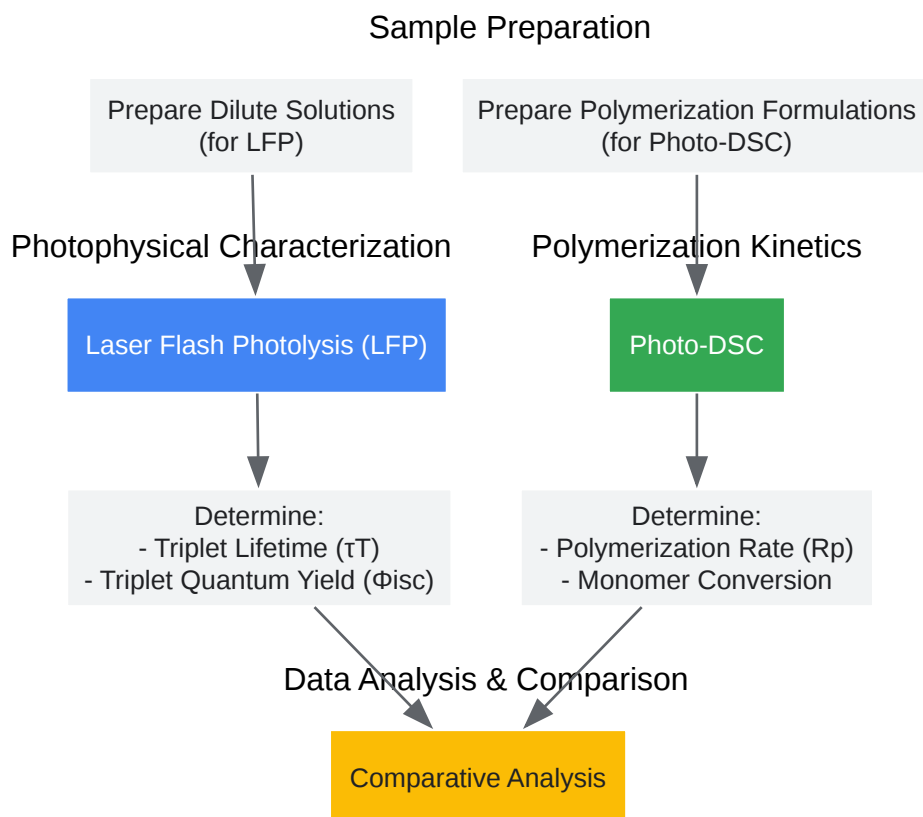 Sample Preparation
Prepare Dilute Solutions
(for LFP)
Prepare Polymerization Formulations
(for Photo-DSC)
Photophysical Characterization
Polymerization Kinetics
Laser Flash Photolysis (LFP)
Photo-DSC
Determine:
- Triplet Lifetime (τT)
- Triplet Quantum Yield (Φisc)
Determine:
- Polymerization Rate (Rp)
- Monomer Conversion
Data Analysis & Comparison
Comparative Analysis